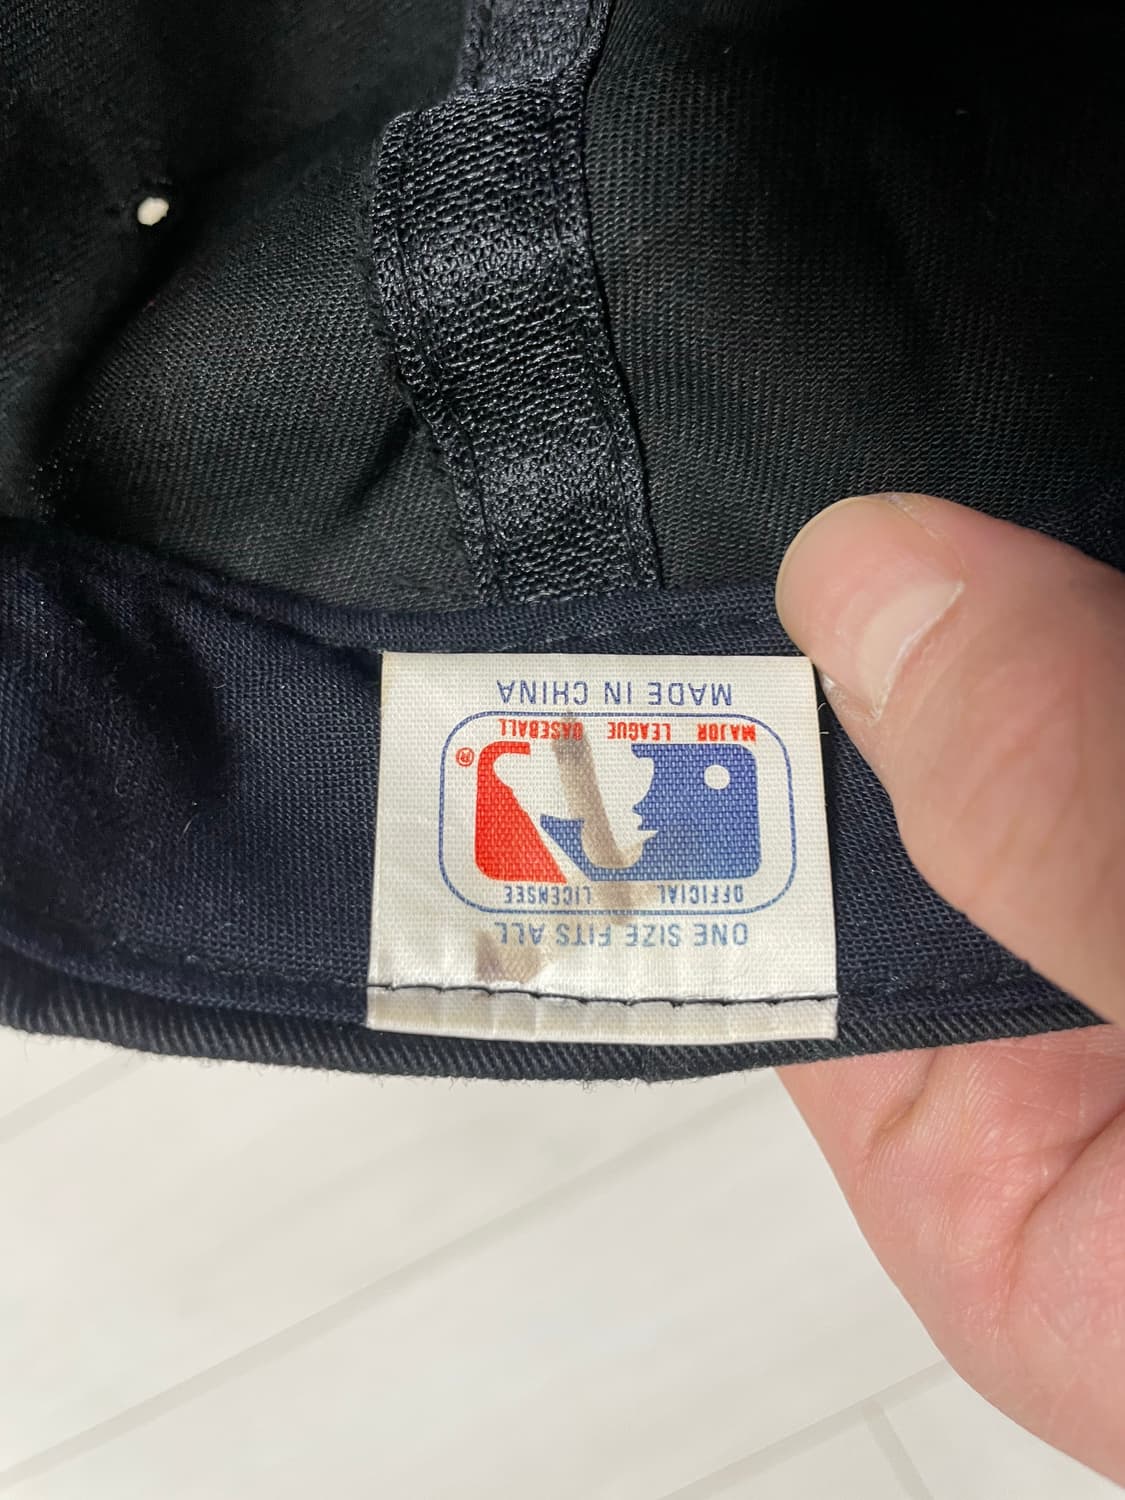 ONE SIZE FITS ALL
OFFICIAL LICENSEE
®
MAJOR LEAGUE BASEBALL
MADE IN CHINA